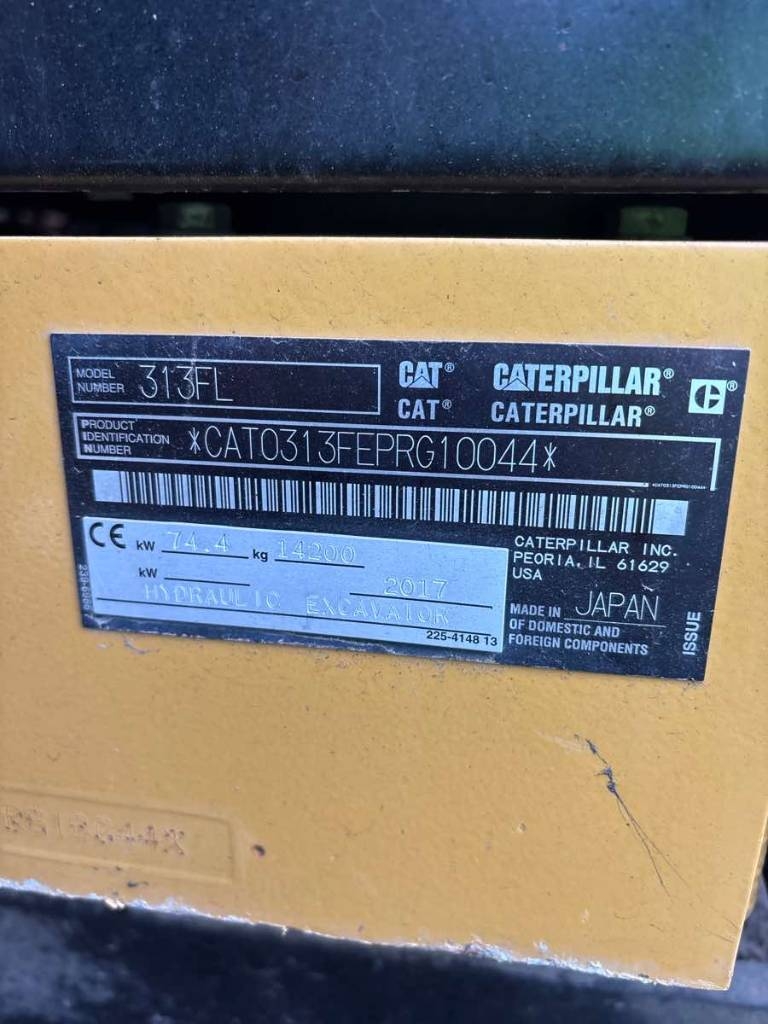 MODEL NUMBER 313FL
CAT® CATERPILLAR®
CAT® CATERPILLAR®
PRODUCT IDENTIFICATION NUMBER *CAT0313FEPRG10044*
*CAT0313FEPRG10044*
CE kW 74.4 kg 14200
kW 2017
HYDRAULIC EXCAVATOR
225-4148 13
CATERPILLAR INC.
PEORIA, IL 61629
USA
MADE IN JAPAN
OF DOMESTIC AND
FOREIGN COMPONENTS
ISSUE